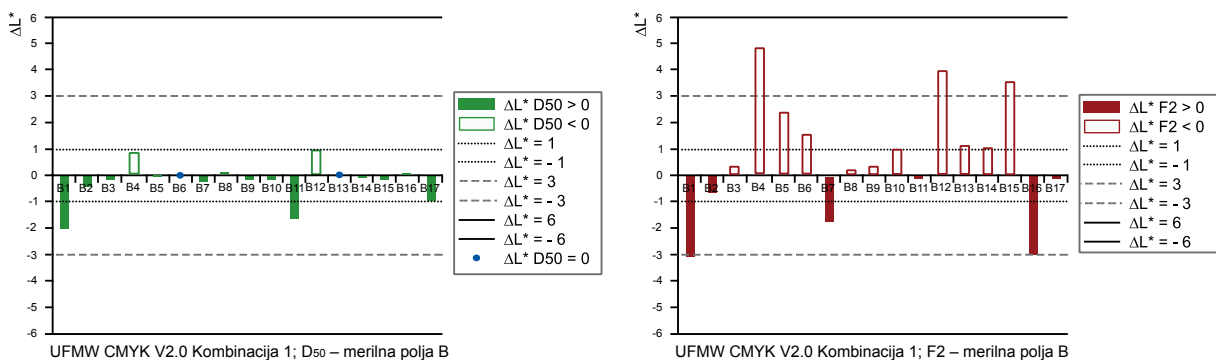 ΔL*
6
5
4
3
2
1
0
-1
-2
-3
-4
-5
-6
B1 B2 B3 B4 B5 B6 B7 B8 B9 B10 B11 B12 B13 B14 B15 B16 B17
ΔL* D50 > 0
ΔL* D50 < 0
ΔL* = 1
ΔL* = - 1
ΔL* = 3
ΔL* = - 3
ΔL* = 6
ΔL* = - 6
ΔL* D50 = 0
UFMW CMYK V2.0 Kombinacija 1; D50 – merilna polja B
ΔL*
6
5
4
3
2
1
0
-1
-2
-3
-4
-5
-6
B1 B2 B3 B4 B5 B6 B7 B8 B9 B10 B11 B12 B13 B14 B15 B16 B17
ΔL* F2 > 0
ΔL* F2 < 0
ΔL* = 1
ΔL* = - 1
ΔL* = 3
ΔL* = - 3
ΔL* = 6
ΔL* = - 6
UFMW CMYK V2.0 Kombinacija 1; F2 – merilna polja B